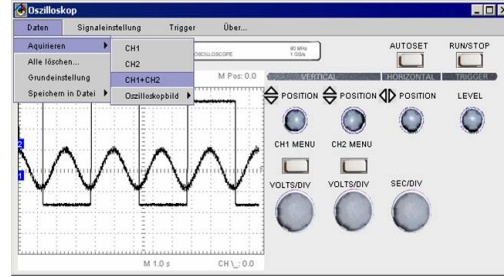 Oszilloskop
Daten Signaleinstellung Trigger Über...
Aquirieren
Alle löschen...
Grundeinstellung
Speichern in Datei
CH1
CH2
CH1+CH2
Oszilloskopbild
OSCILLOSCOPE
M Pos: 0.0
AUTOSET RUN/STOP
VERTICAL HORIZONTAL TRIGGER
POSITION POSITION POSITION LEVEL
CH1 MENU CH2 MENU
VOLTS/DIV VOLTS/DIV SEC/DIV
2
1
M 1.0 s CH \_: 0.0